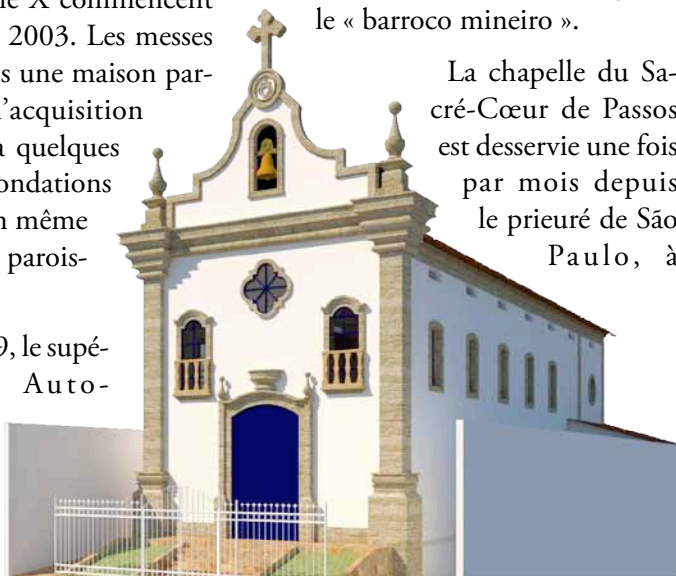 ie X commencent
2003. Les messes
s une maison par-
l'acquisition
a quelques
ondations
n même
parois-
9, le supé-
Auto-
le « barroco mineiro ».
La chapelle du Sa-
cré-Cœur de Passos
est desservie une fois
par mois depuis
le prieuré de São
Paulo, à